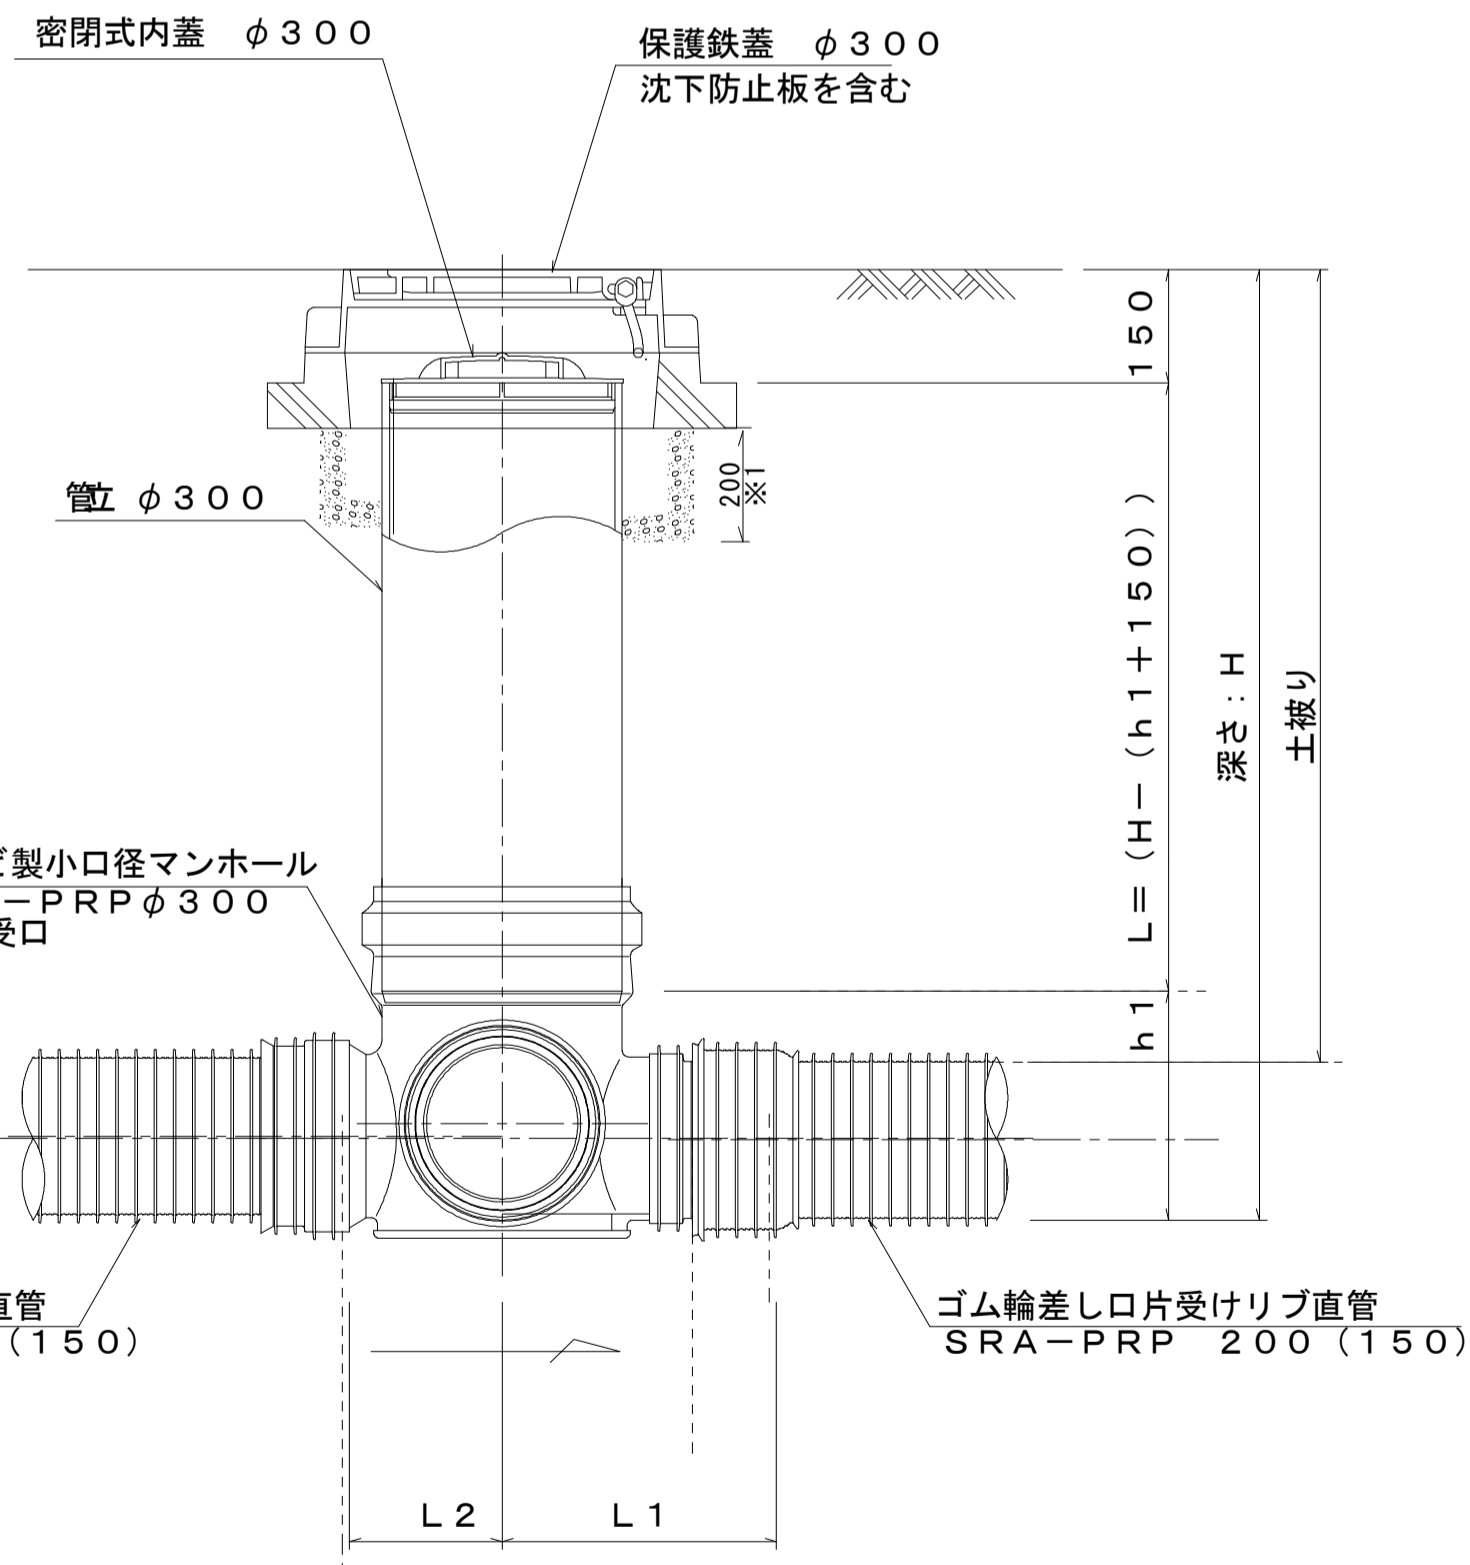 密閉式内蓋　φ３００
保護鉄蓋　φ３００
沈下防止板を含む
150
200
※1
管立 φ３００
L＝（H－（h1＋150））
深さ：H
土被り
製小口径マンホール
－PRPφ３００
受口
h1
直管
（１５０）
ゴム輪差し口片受けリブ直管
SRA－PRP　２００（１５０）
L2
L1